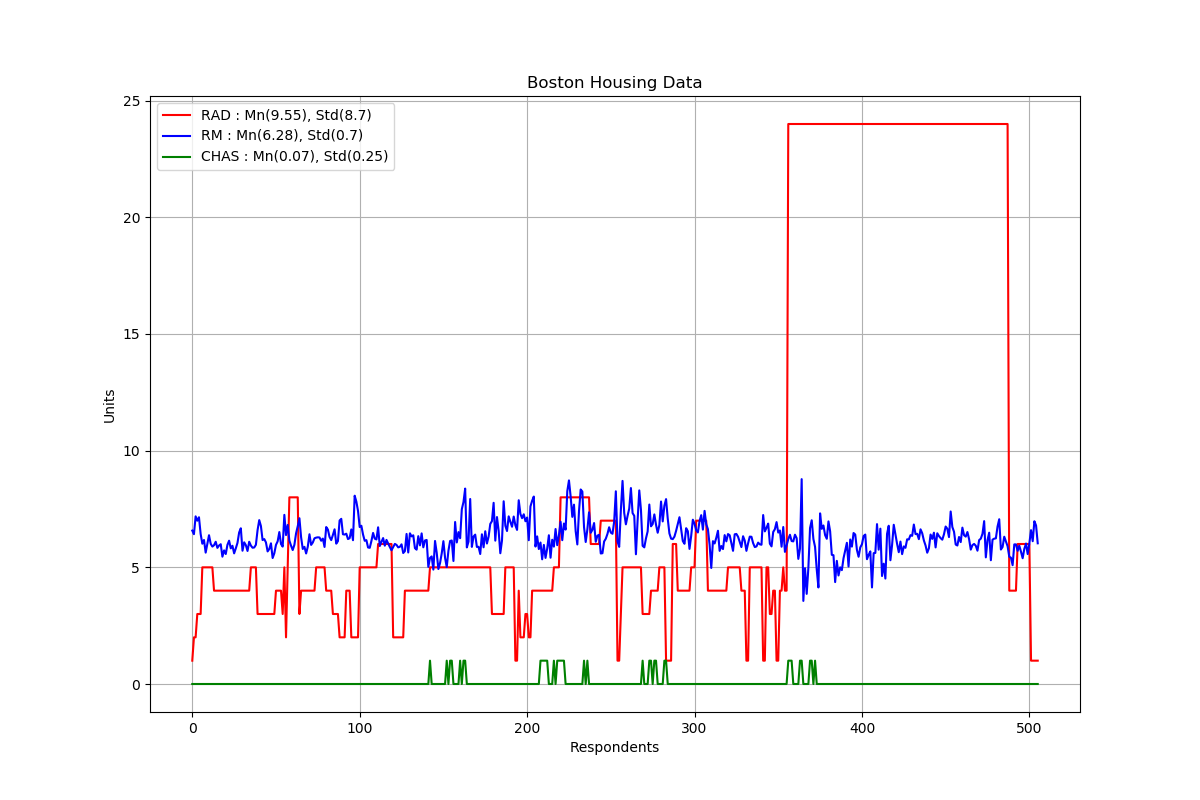 Boston Housing Data
RAD : Mn(9.55), Std(8.7)
RM : Mn(6.28), Std(0.7)
CHAS : Mn(0.07), Std(0.25)
25
20
15
10
5
0
Units
0 100 200 300 400 500
Respondents